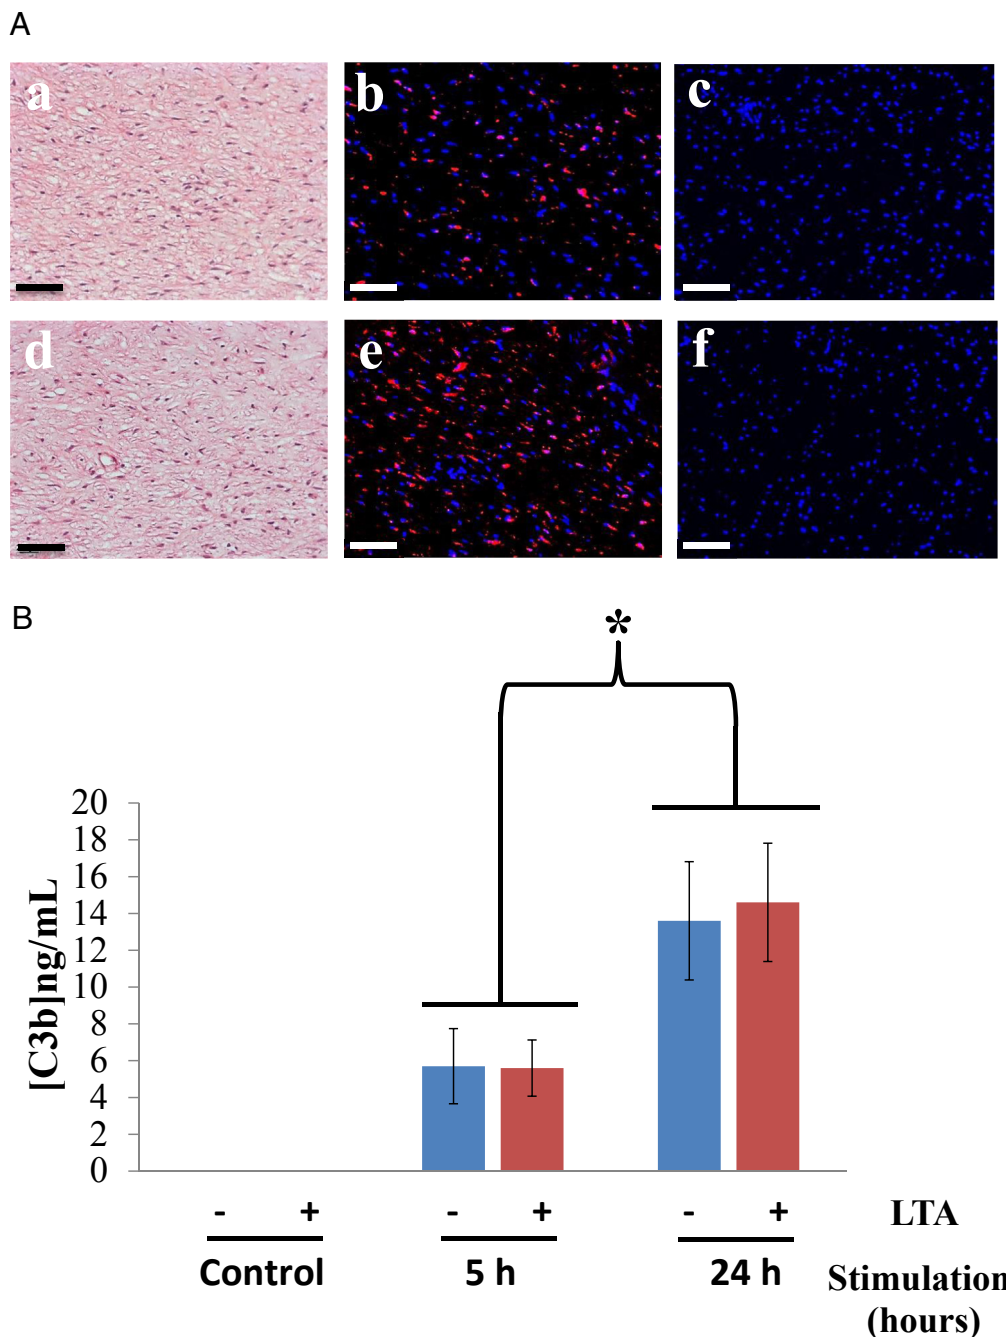 A
a b c
d e f
B
*
[C3b]ng/mL
20
18
16
14
12
10
8
6
4
2
0
- + - + - + LTA
Control 5 h 24 h Stimulation
(hours)